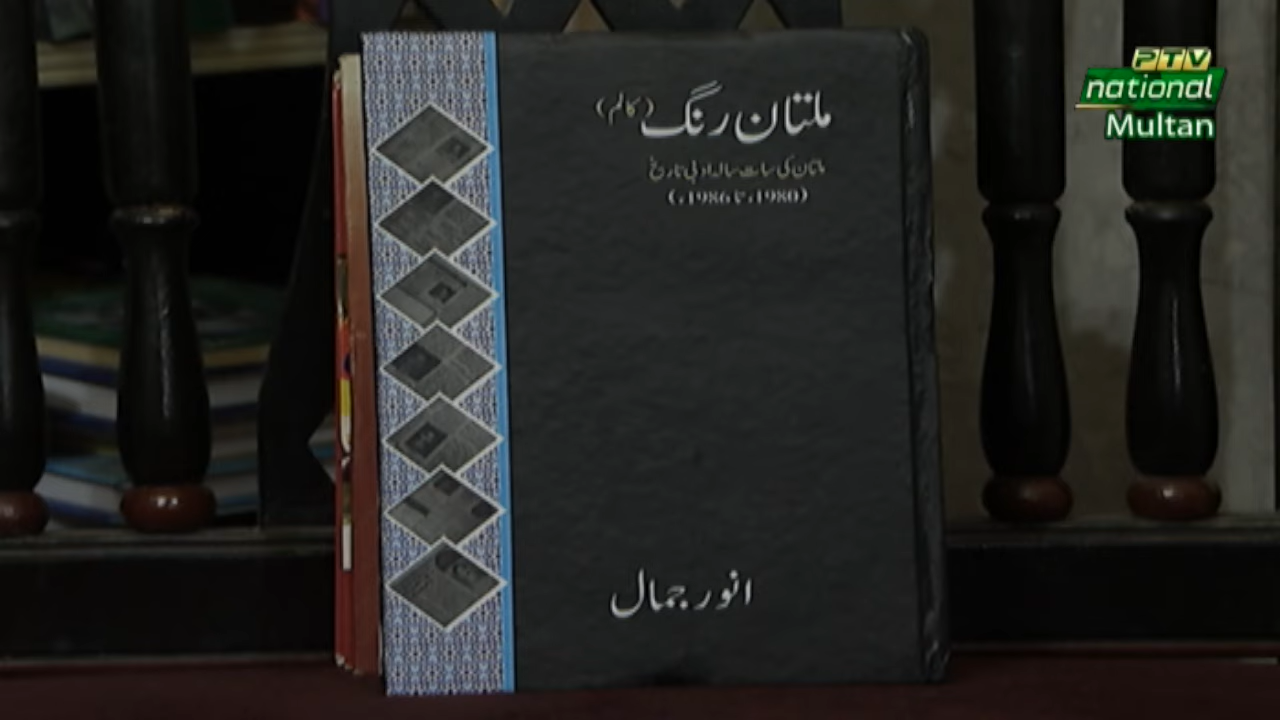 ملتان رنگ (کالم)
ملتان کی سات سالہ ادبی تاریخ
(1980ء تا 1986ء)
انور جمال
PTV
national
Multan